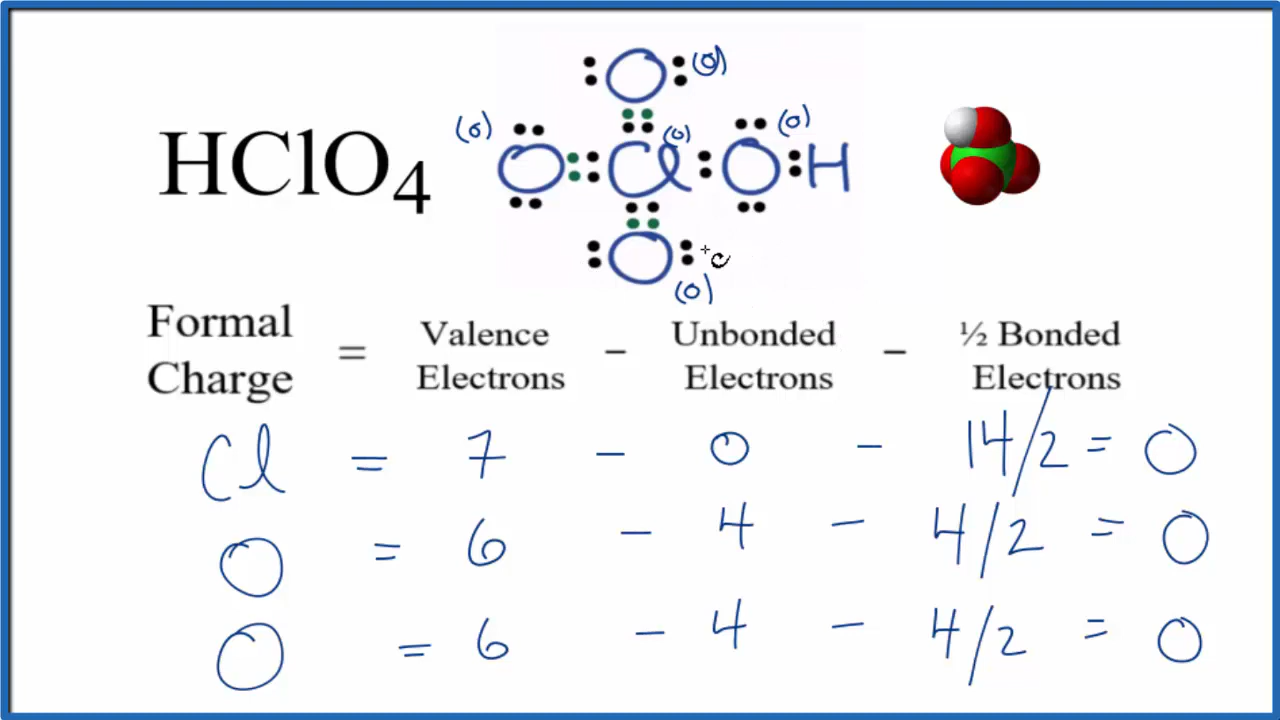 (0)
(0) (0)
O
HClO4 O Cl (0) O H
O
(0)
Formal Charge = Valence Electrons - Unbonded Electrons - ½ Bonded Electrons
Cl = 7 - 0 - 14/2 = 0
O = 6 - 4 - 4/2 = 0
O = 6 - 4 - 4/2 = 0